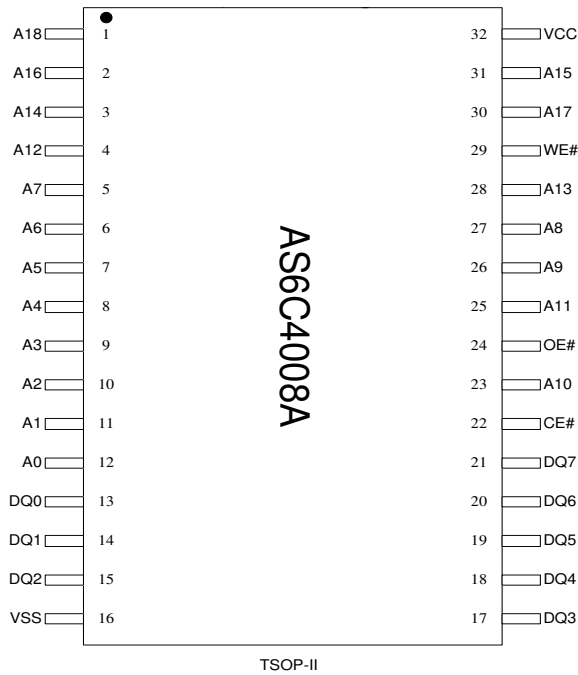 A18 1 32 VCC
A16 2 31 A15
A14 3 30 A17
A12 4 29 WE#
A7 5 28 A13
A6 6 27 A8
A5 7 26 A9
A4 8 25 A11
A3 9 24 OE#
A2 10 23 A10
A1 11 22 CE#
A0 12 21 DQ7
DQ0 13 20 DQ6
DQ1 14 19 DQ5
DQ2 15 18 DQ4
VSS 16 17 DQ3
AS6C4008A
TSOP-II